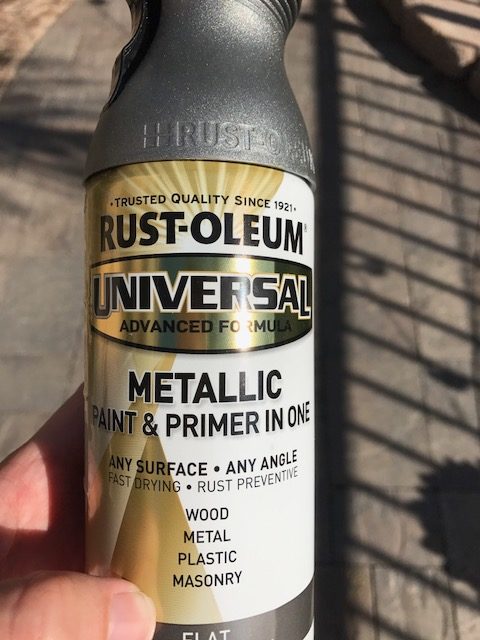 RUST-O
•TRUSTED QUALITY SINCE 1921•
RUST-OLEUM®
UNIVERSAL
ADVANCED FORMULA
METALLIC
PAINT & PRIMER IN ONE
ANY SURFACE • ANY ANGLE
FAST DRYING • RUST PREVENTIVE
WOOD
METAL
PLASTIC
MASONRY
FLAT